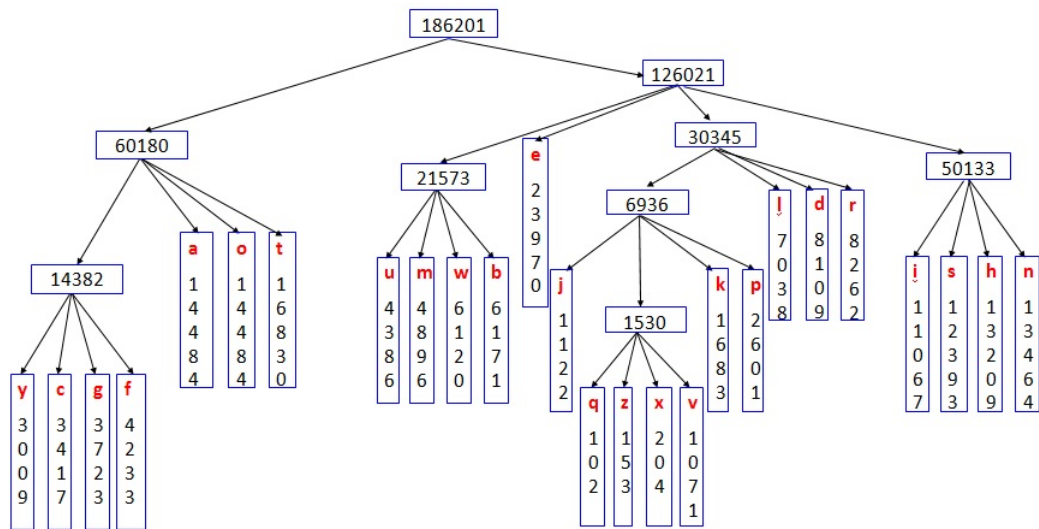 186201
126021
60180
30345
21573
50133
e 23970
6936
l 7038
d 8109
r 8262
14382
a 14484
o 14484
t 16830
u 4386
m 4896
w 6120
b 6171
j 1122
1530
k 1683
p 2601
i 11067
s 12393
h 13209
n 13464
y 3009
c 3417
g 3723
f 4233
q 102
z 153
x 204
v 1071